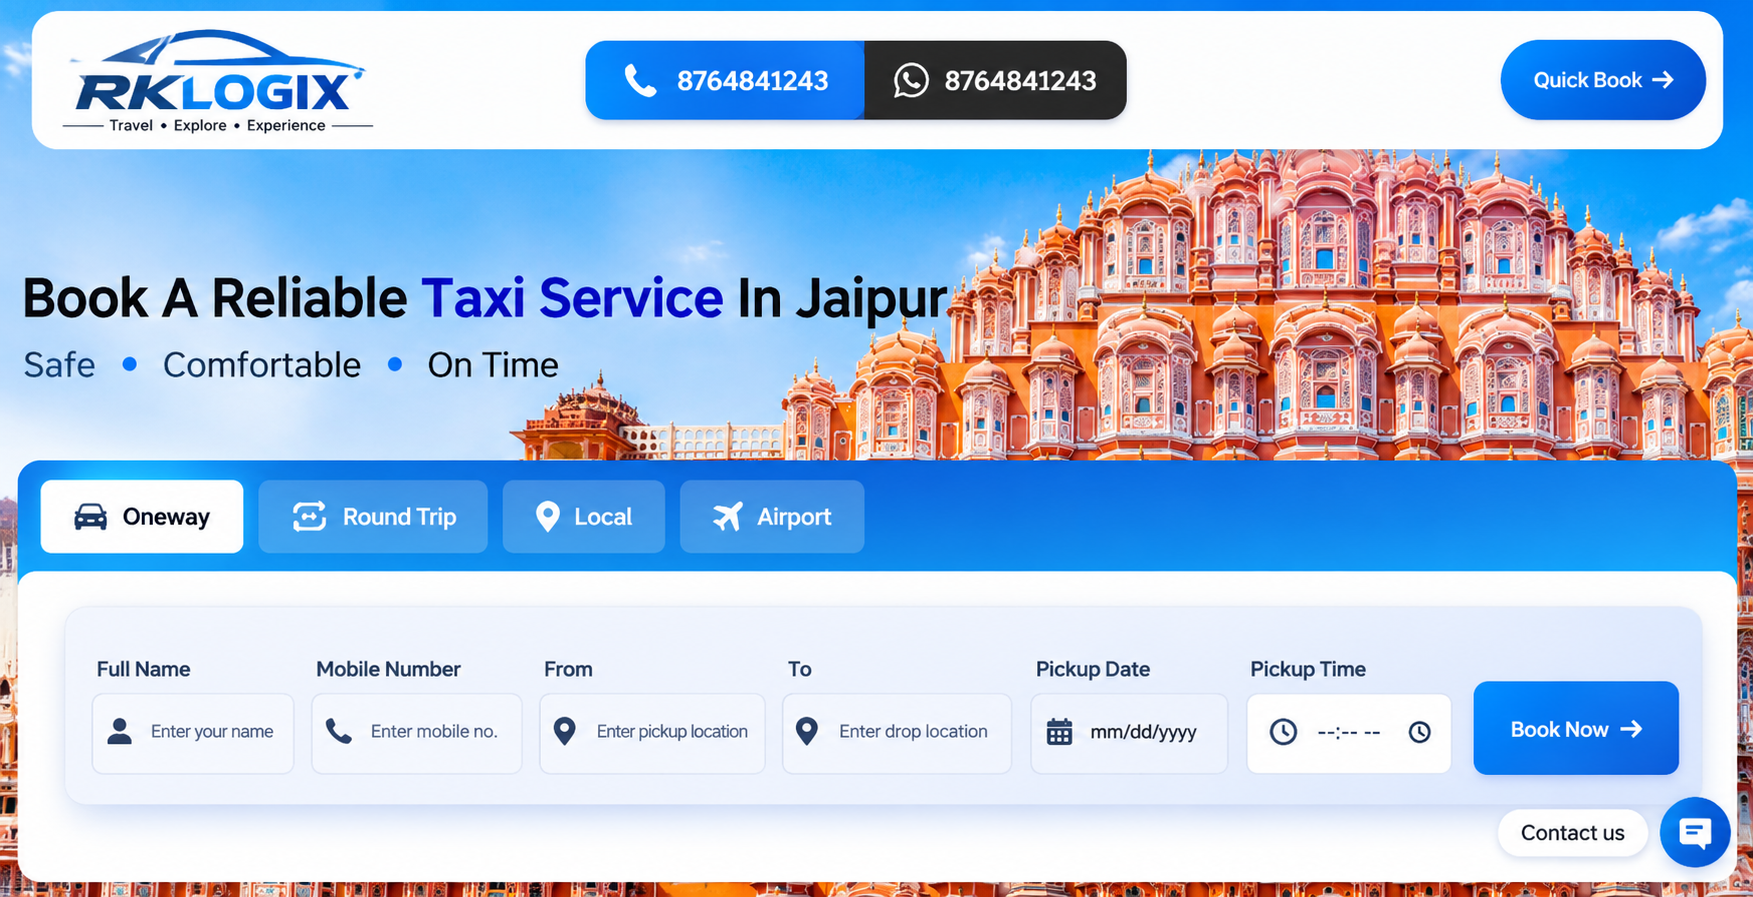 RKLOGIX
Travel • Explore • Experience
8764841243
8764841243
Quick Book
Book A Reliable Taxi Service In Jaipur
Safe • Comfortable • On Time
Oneway
Round Trip
Local
Airport
Full Name
Mobile Number
From
To
Pickup Date
Pickup Time
Enter your name
Enter mobile no.
Enter pickup location
Enter drop location
mm/dd/yyyy
--:-- --
Book Now
Contact us